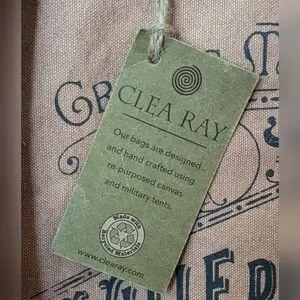 CLEA RAY
Our bags are designed
and hand crafted using
re-purposed canvas
and military tents.
Made with
Recycled Materials
www.clearay.com